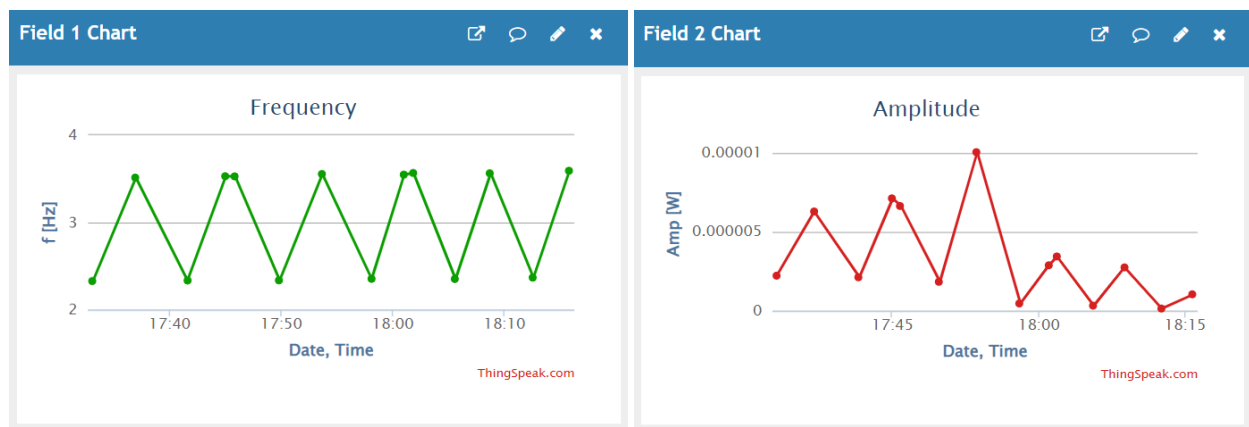 Field 1 Chart
Frequency
4
3
2
f [Hz]
17:40 17:50 18:00 18:10
Date, Time
ThingSpeak.com
Field 2 Chart
Amplitude
0.00001
0.000005
0
Amp [W]
17:45 18:00 18:15
Date, Time
ThingSpeak.com